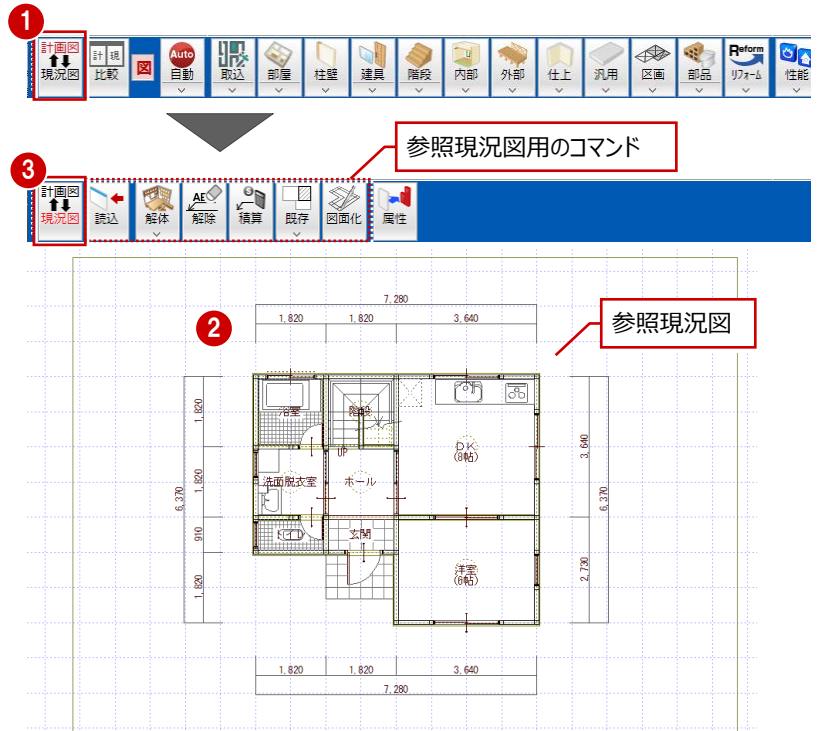 1
計画図
現況図
計 現
比較
図
Auto
自動
取込
部屋
柱壁
建具
階段
内部
外部
仕上
汎用
区画
部品
Reform
リフォーム
性能
参照現況図用のコマンド
3
計画図
現況図
読込
解体
AE
解除
積算
既存
図面化
属性
2
参照現況図
7,280
1,820 1,820 3,640
浴室
階段
UP
DK
(8帖)
洗面脱衣室
ホール
トイレ
玄関
洋室
(6帖)
6,370
1,820
1,820
910
1,820
3,640
2,730
6,370
1,820 1,820 3,640
7,280